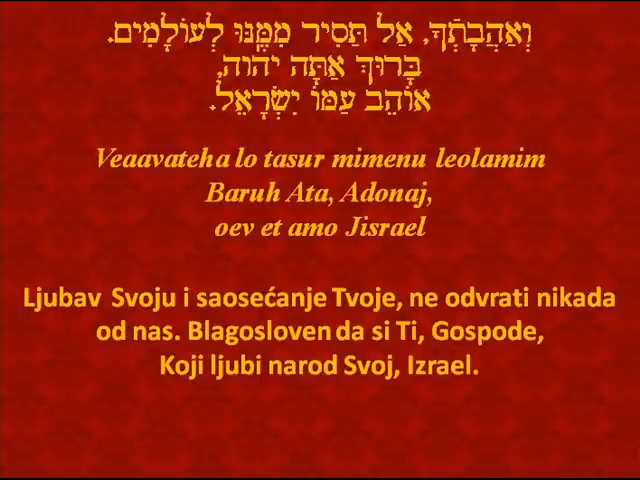 וְאַהֲבָתְךָ, אַל תַּסִיר מִמֶּנּוּ לְעוֹלָמִים.
בָּרוּךְ אַתָּה יהוה,
אוֹהֵב עַמּוֹ יִשְׂרָאֵל.
Veaavateha lo tasur mimenu leolamim
Baruh Ata, Adonaj,
oev et amo Jisrael
Ljubav Svoju i saosećanje Tvoje, ne odvrati nikada
od nas. Blagosloven da si Ti, Gospode,
Koji ljubi narod Svoj, Izrael.